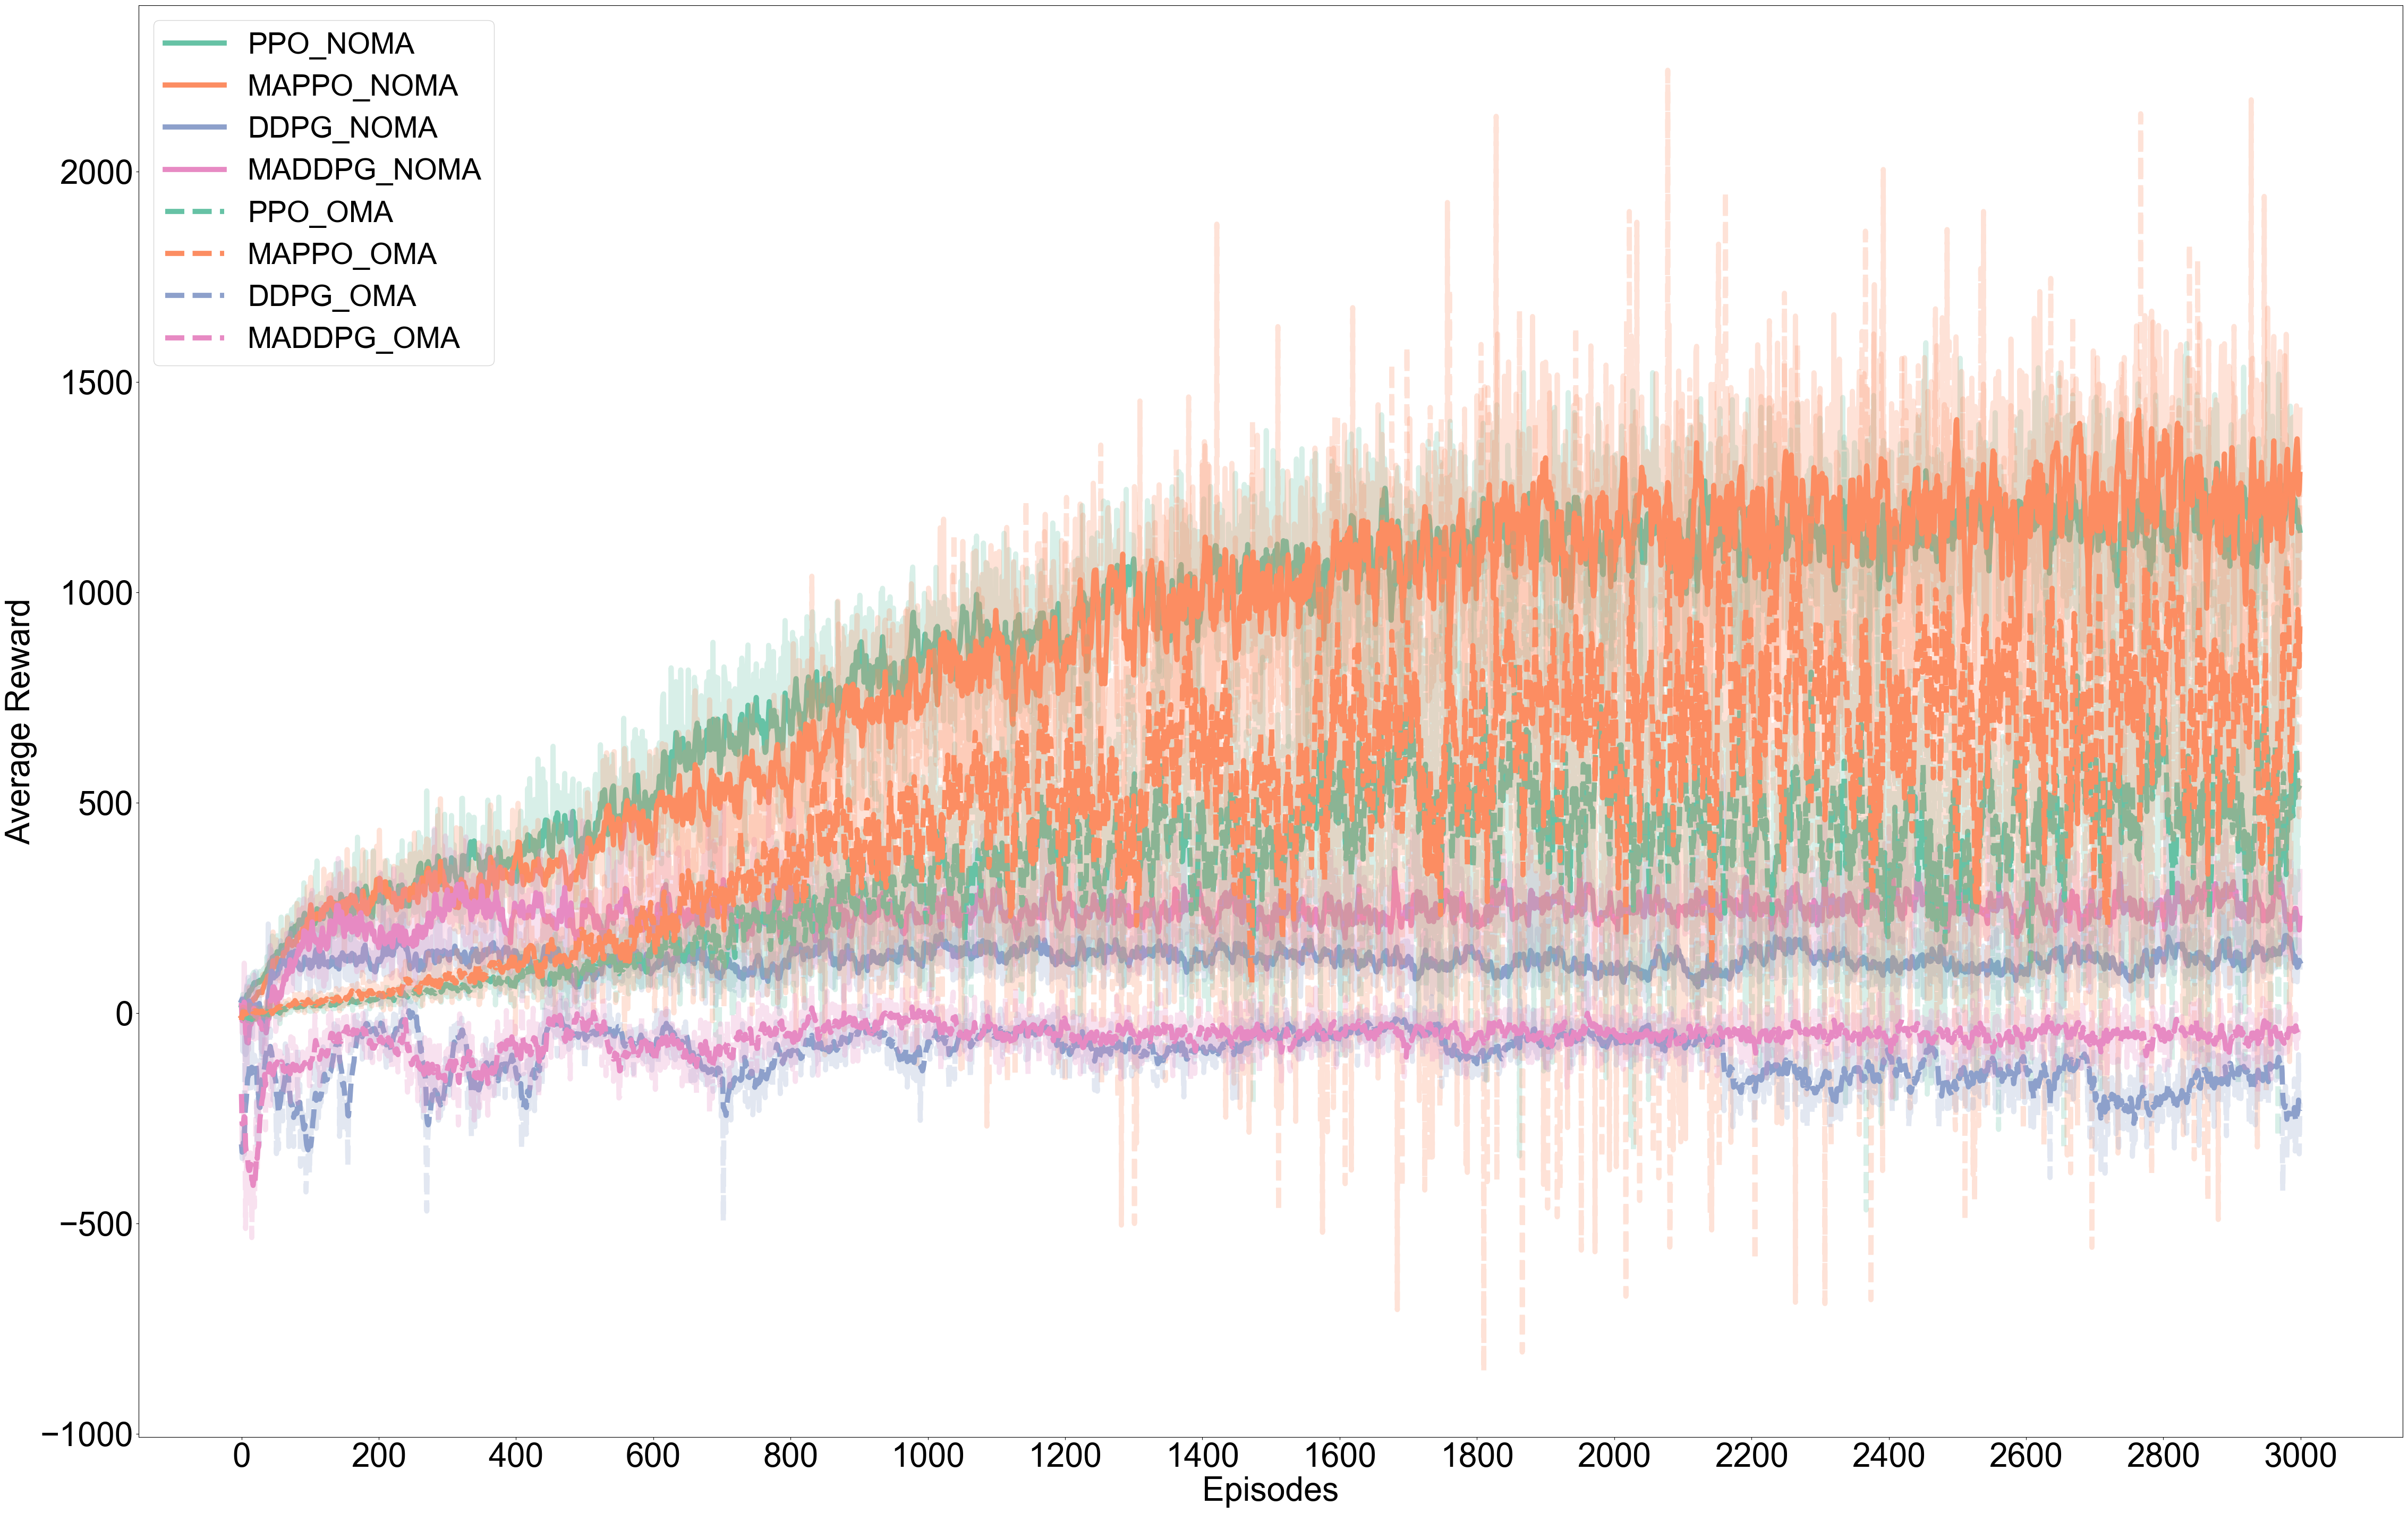 PPO_NOMA
MAPPO_NOMA
DDPG_NOMA
MADDPG_NOMA
PPO_OMA
MAPPO_OMA
DDPG_OMA
MADDPG_OMA
2000
1500
1000
500
0
−500
−1000
Average Reward
0 200 400 600 800 1000 1200 1400 1600 1800 2000 2200 2400 2600 2800 3000
Episodes